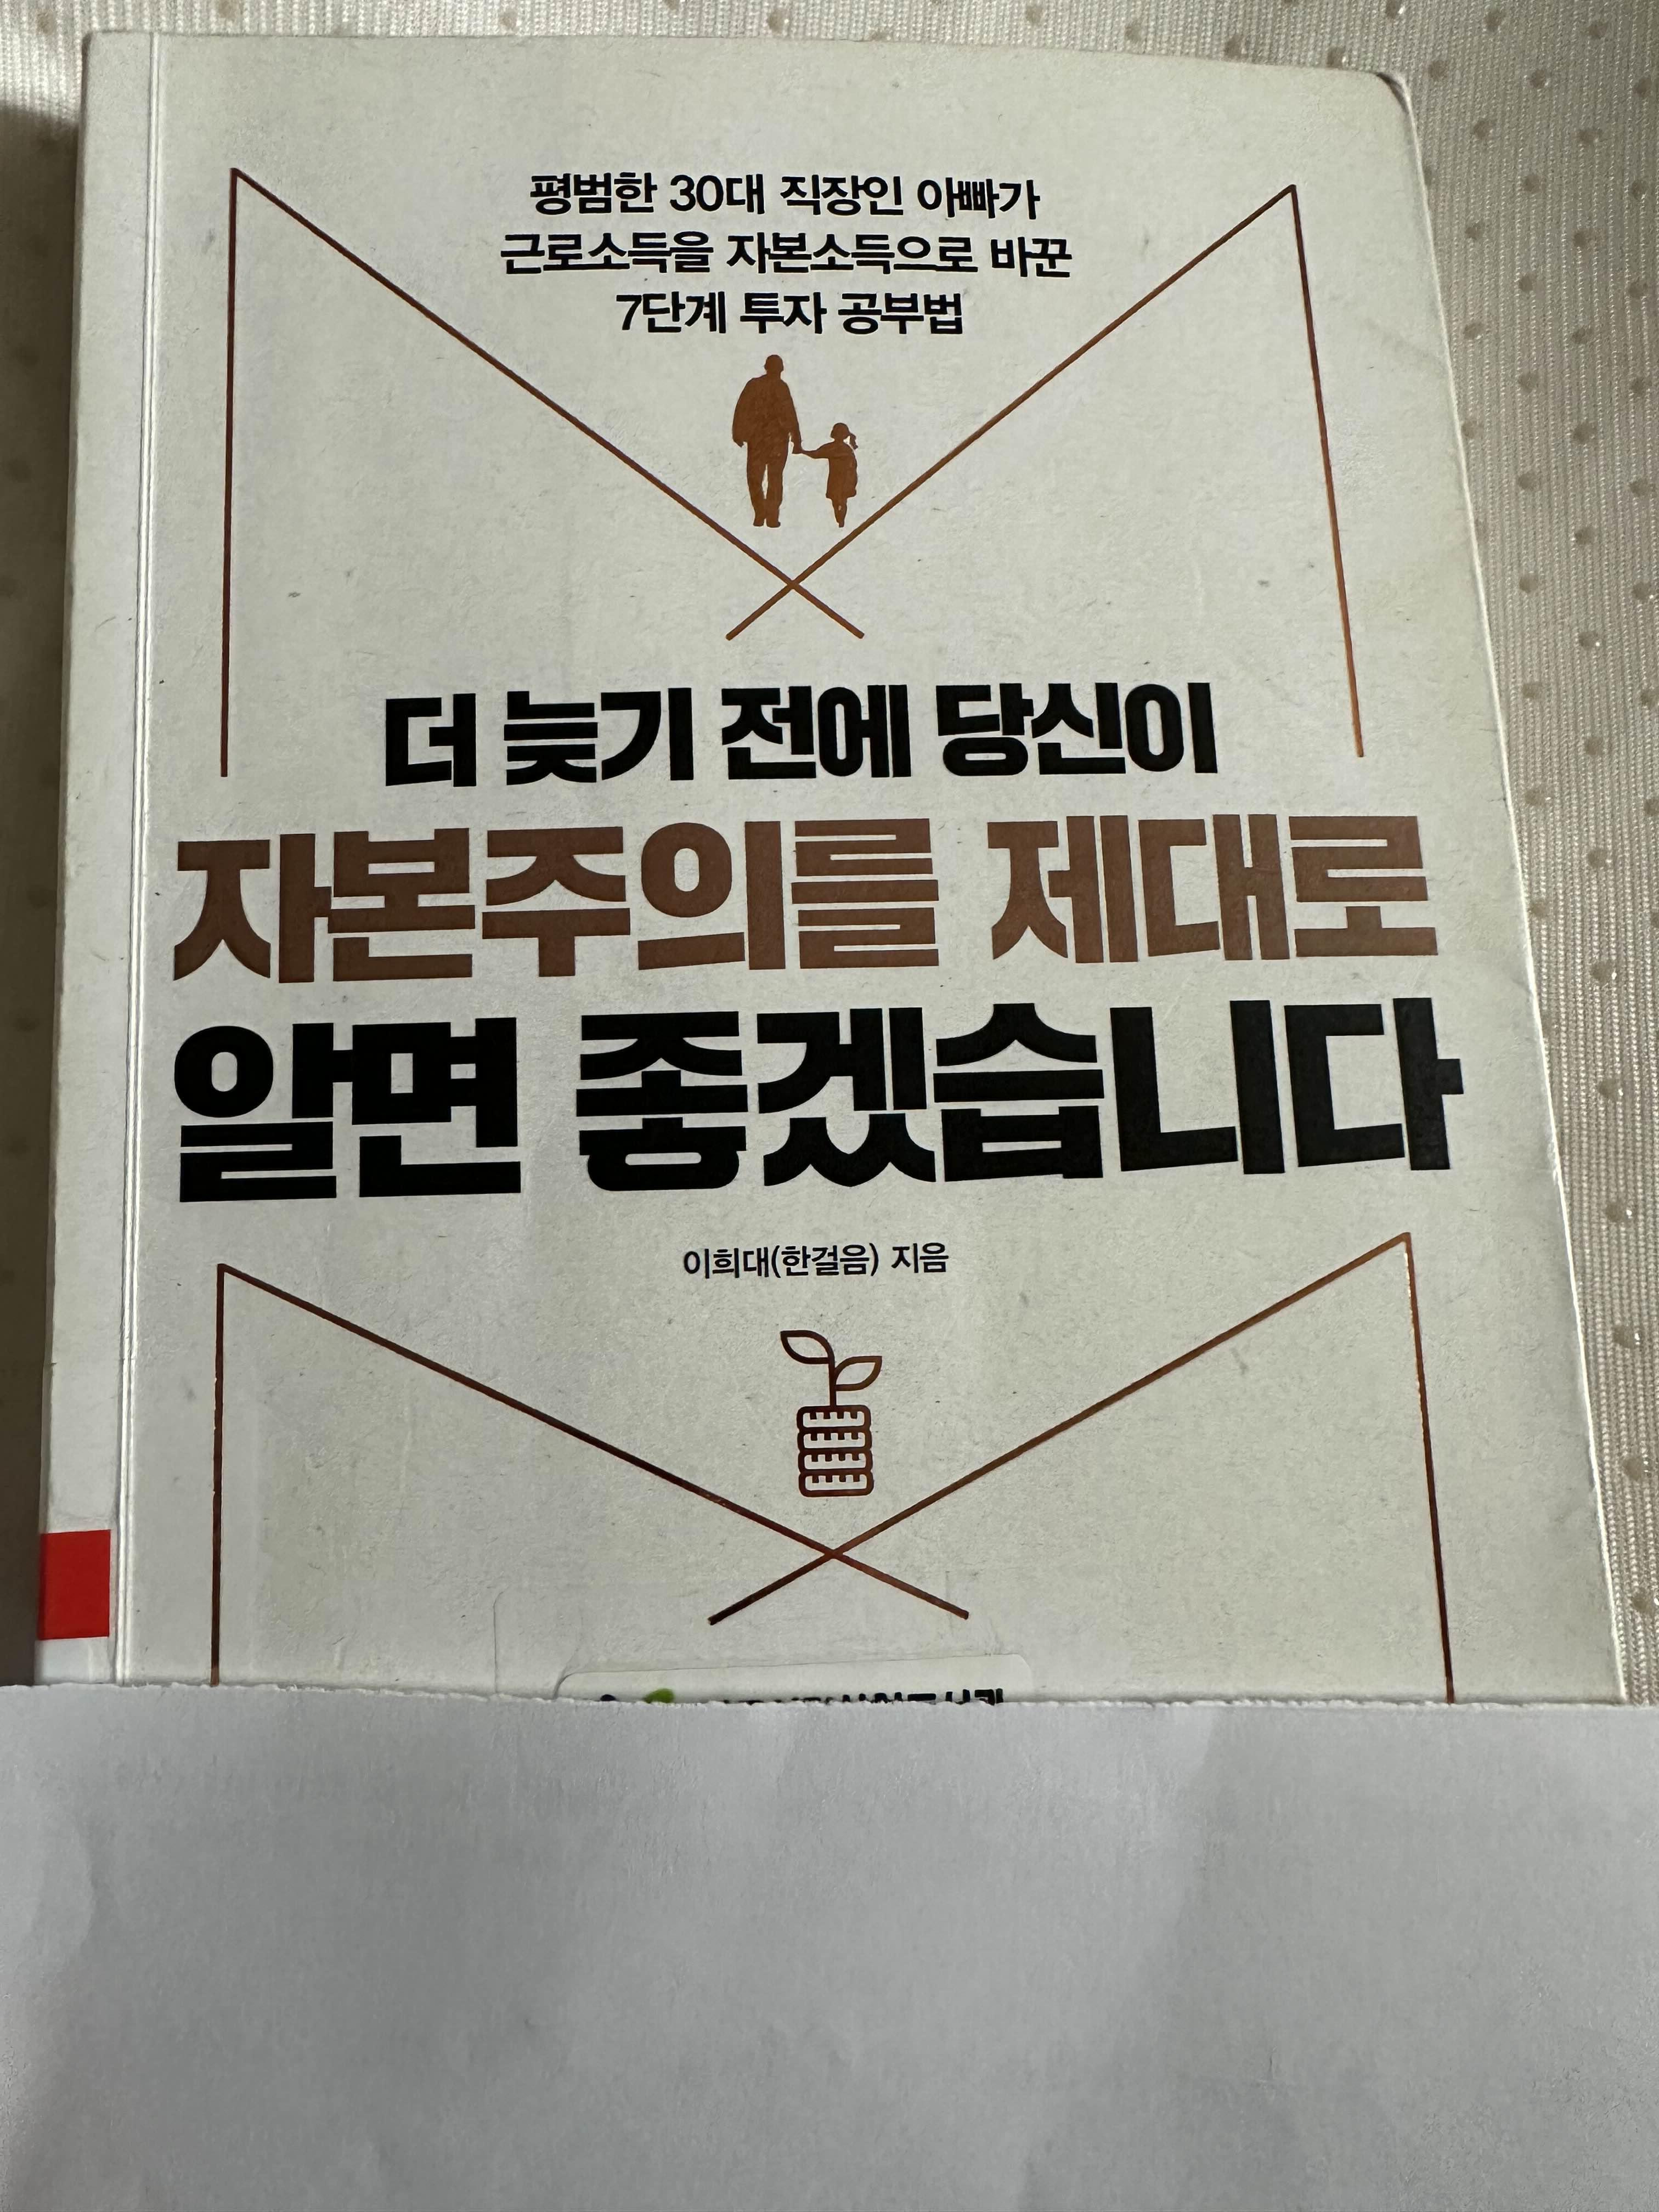 평범한 30대 직장인 아빠가
근로소득을 자본소득으로 바꾼
7단계 투자 공부법
더 늦기 전에 당신이
자본주의를 제대로
알면 좋겠습니다
이희대(한걸음) 지음